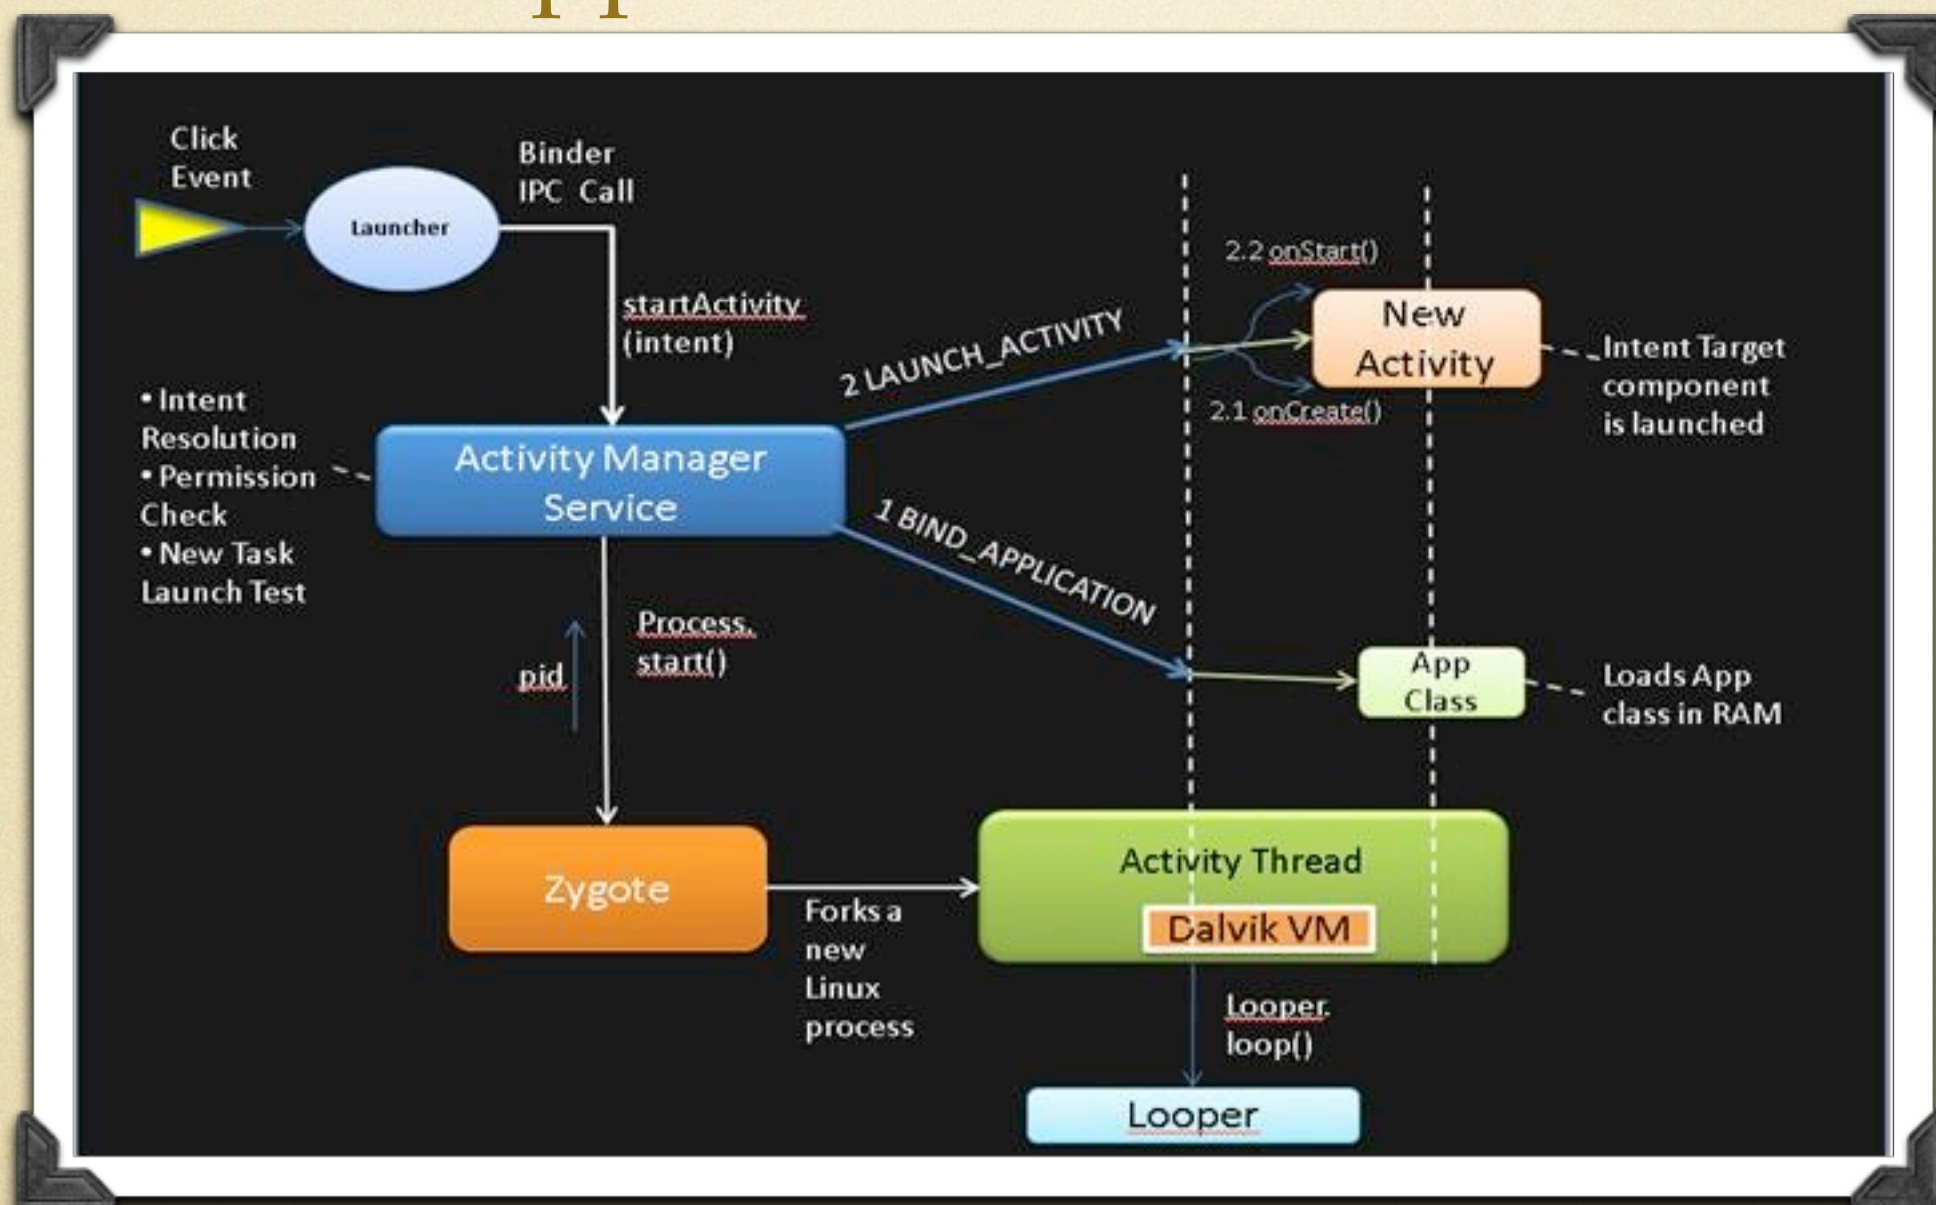 Click
Event
Launcher
Binder
IPC Call
startActivity
(intent)
• Intent
Resolution
• Permission
Check
• New Task
Launch Test
Activity Manager
Service
2 LAUNCH_ACTIVITY
2.2 onStart()
2.1 onCreate()
New
Activity
Intent Target
component
is launched
1 BIND_APPLICATION
App
Class
Loads App
class in RAM
pid
Process.
start()
Zygote
Forks a
new
Linux
process
Activity Thread
Dalvik VM
Looper.
loop()
Looper